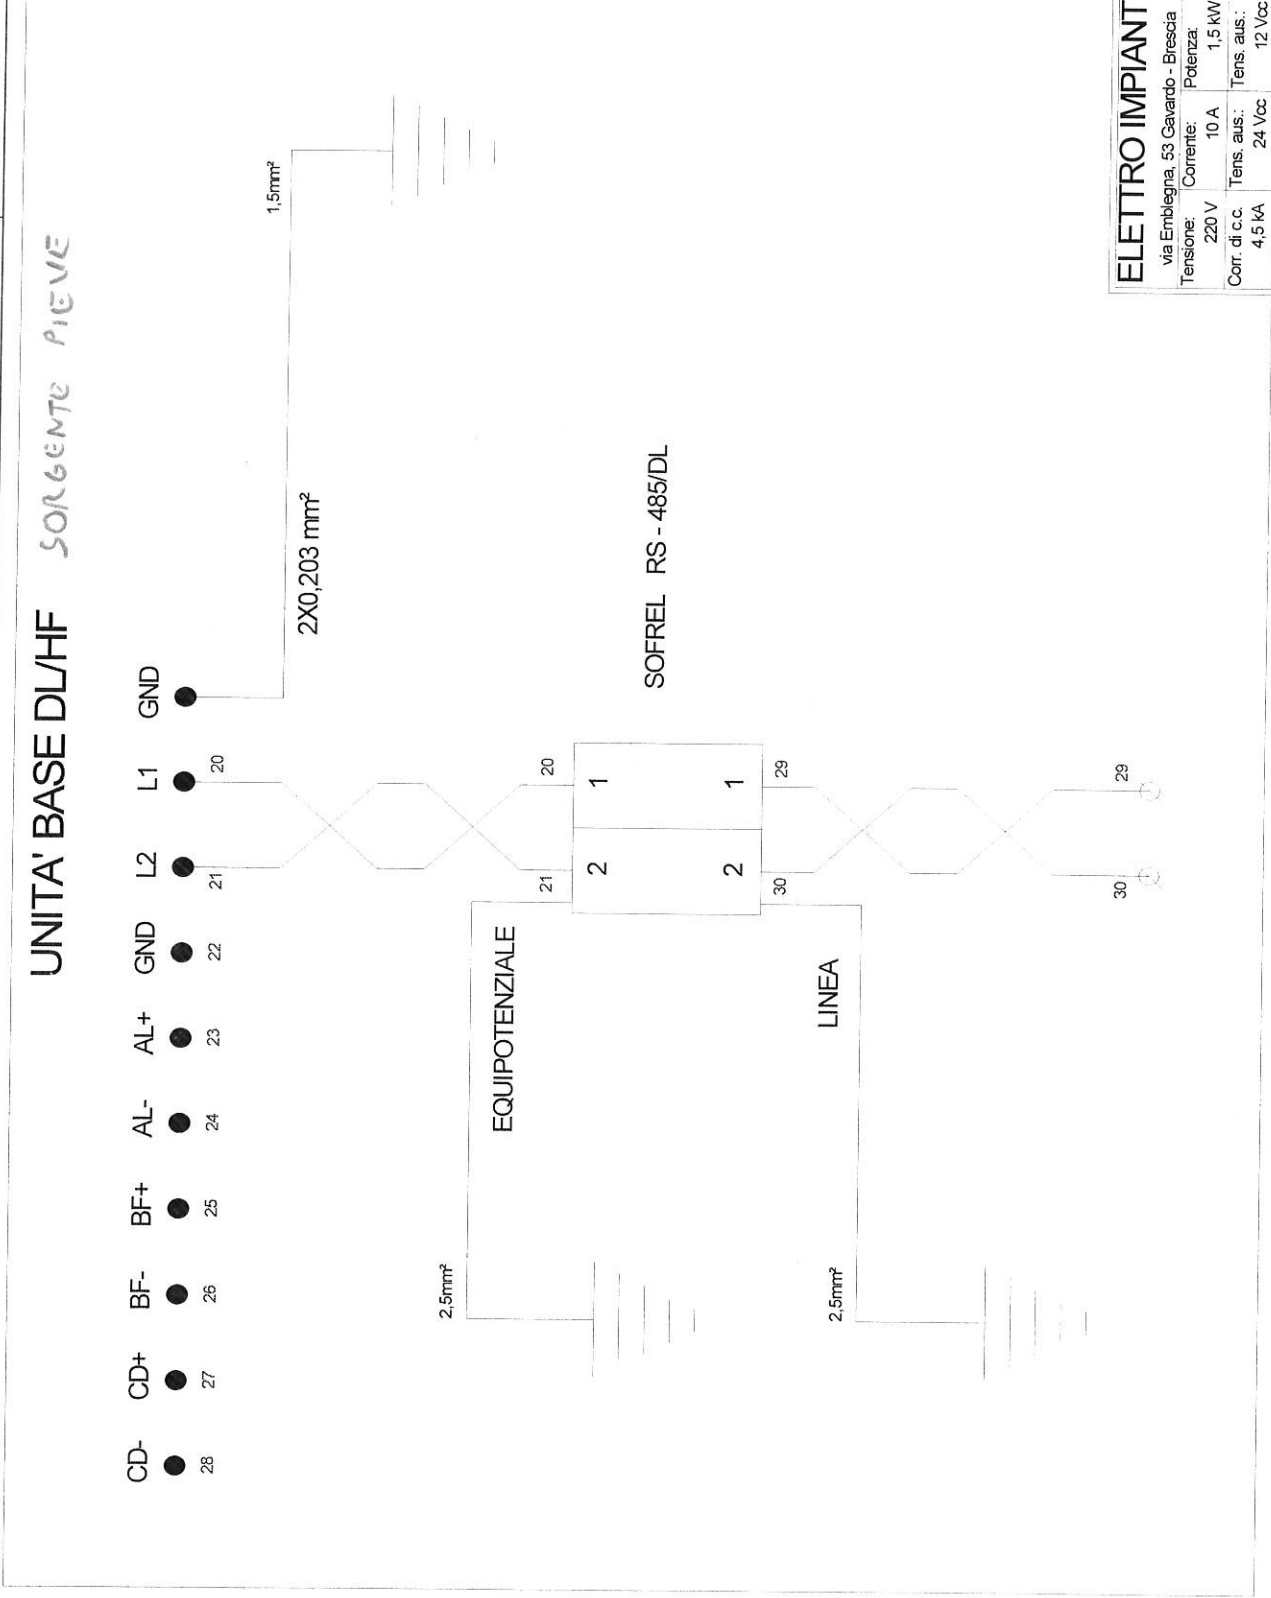 UNITA' BASE DL/HF SORGENTE PIEVE
CD- BF- BF+ AL- AL+ GND L2 L1 GND
CD+
28 27 26 25 24 23 22 21 20
1,5mm²
2X0,203 mm²
2,5mm²
EQUIPOTENZIALE
21 20
2 1
SOFREL RS - 485/DL
2 1
30 29
LINEA
2,5mm²
30 29
ELETTRO IMPIANT
via Emblegna, 53 Gavardo - Brescia
Tensione: Corrente: Potenza:
220 V 10 A 1,5 kW
Corr. di c.c. Tens. aus.: Tens. aus.:
4,5 kA 24 Vcc 12 Vcc